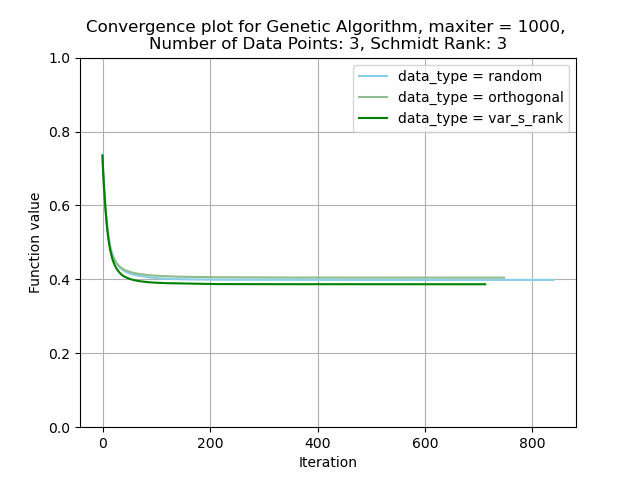 Convergence plot for Genetic Algorithm, maxiter = 1000,
Number of Data Points: 3, Schmidt Rank: 3
data_type = random
data_type = orthogonal
data_type = var_s_rank
Function value
1.0
0.8
0.6
0.4
0.2
0.0
0 200 400 600 800
Iteration